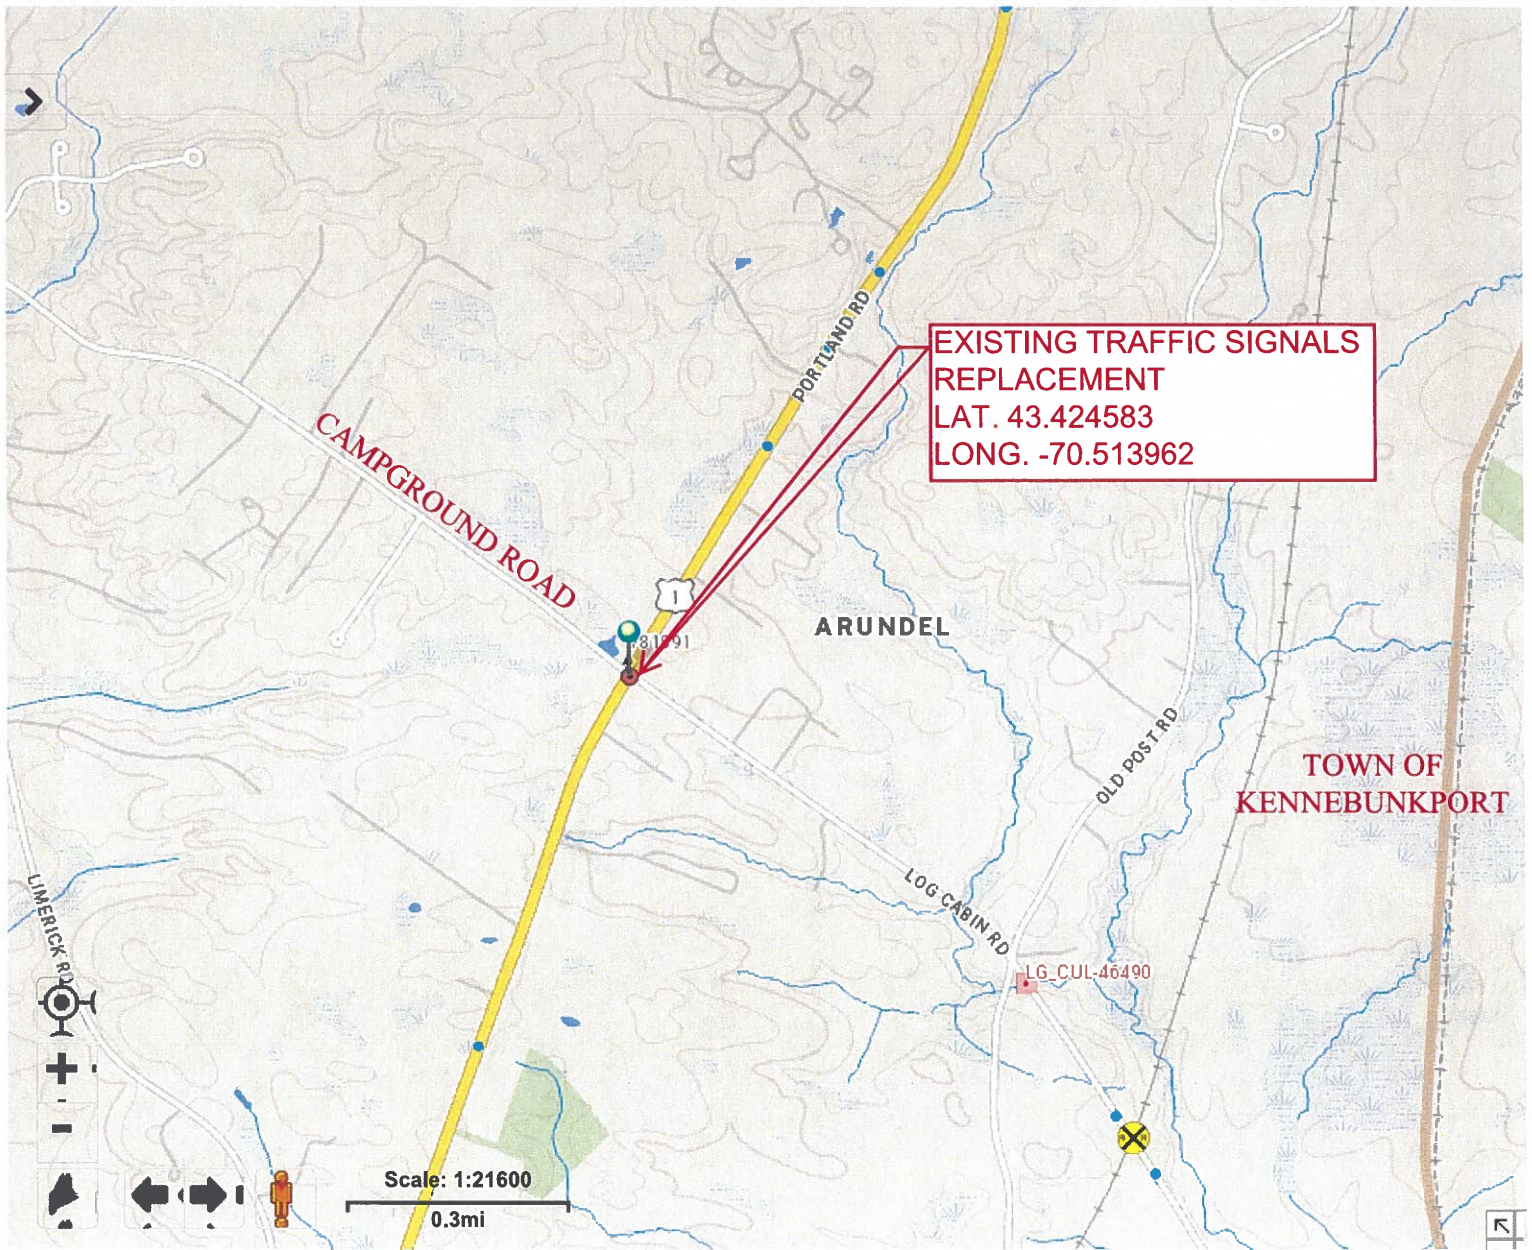 PORTLAND RD
EXISTING TRAFFIC SIGNALS
REPLACEMENT
LAT. 43.424583
LONG. -70.513962
CAMPGROUND ROAD
1
ARUNDEL
OLD POST RD
TOWN OF
KENNEBUNKPORT
LOG CABIN RD
LIMERICK RD
LG_CUL-46490
Scale: 1:21600
0.3mi